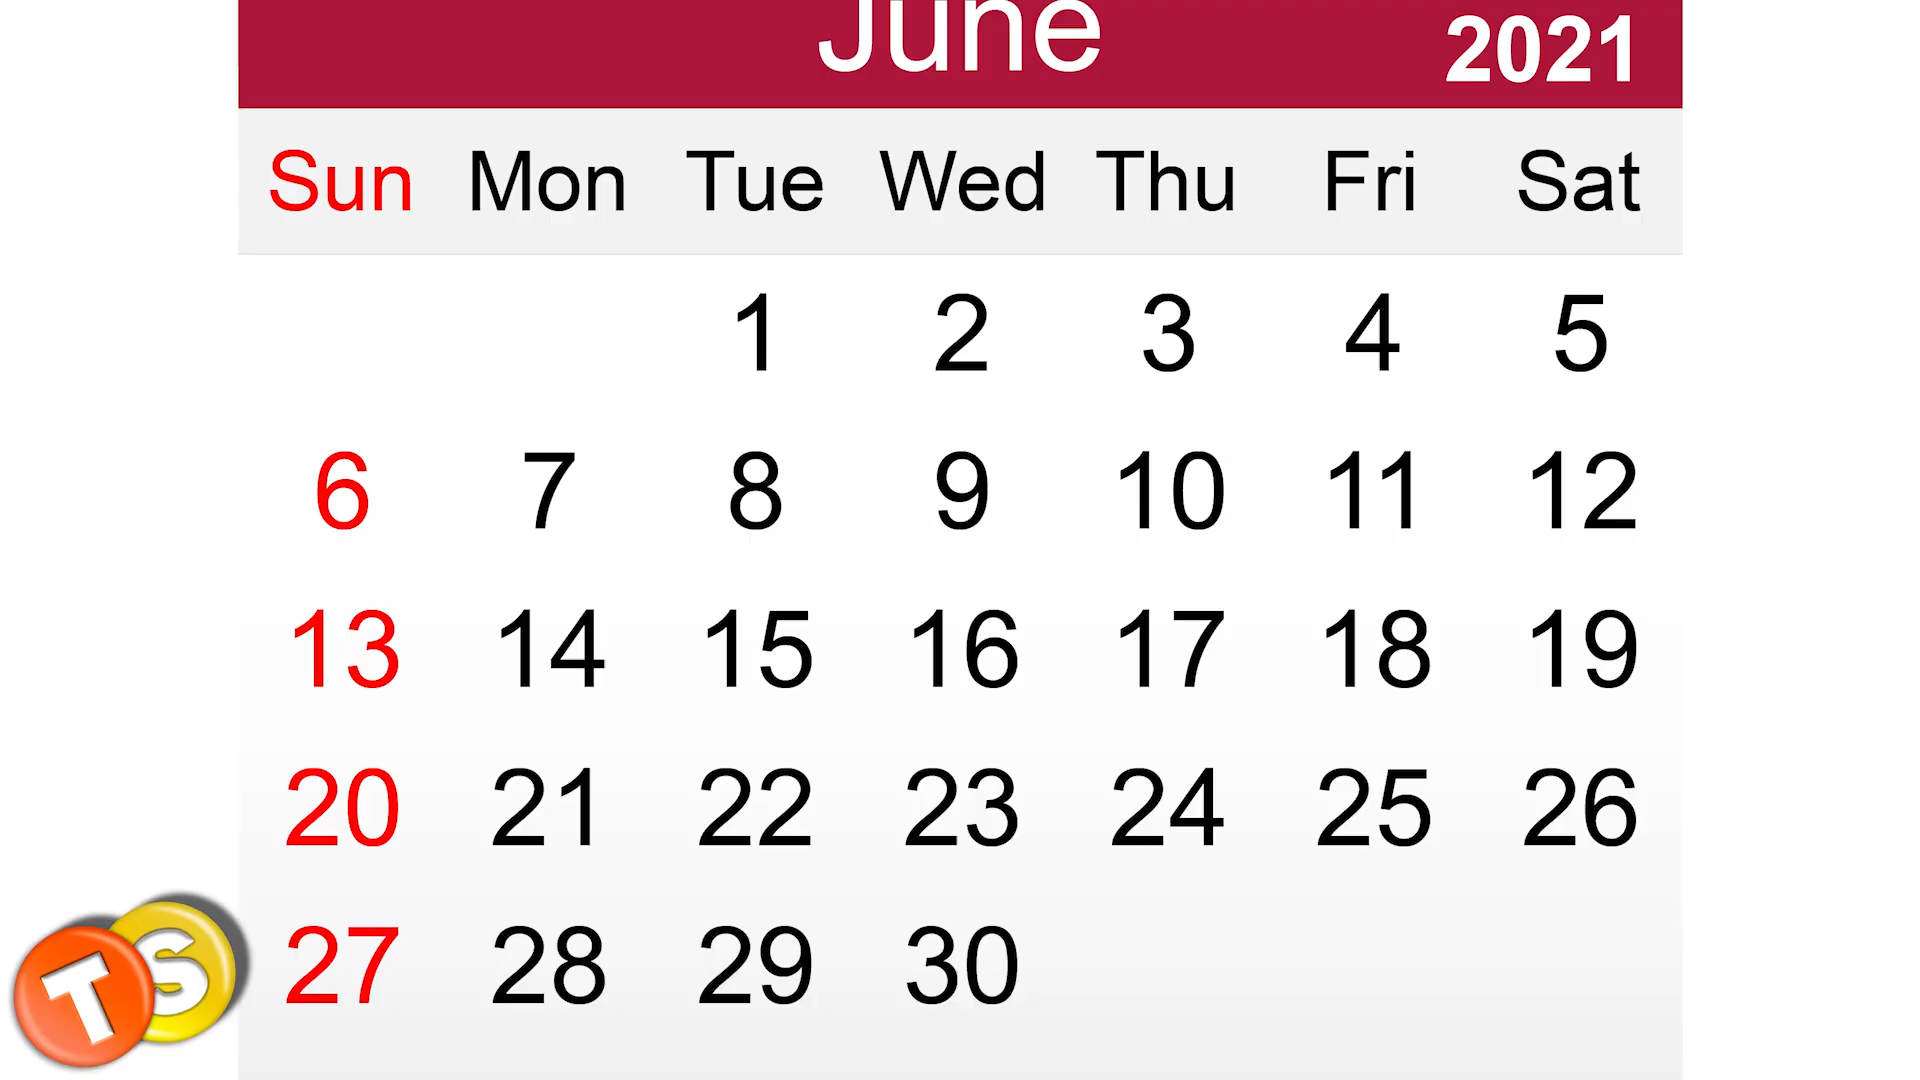 June 2021
Sun Mon Tue Wed Thu Fri Sat
1 2 3 4 5
6 7 8 9 10 11 12
13 14 15 16 17 18 19
20 21 22 23 24 25 26
27 28 29 30
TS